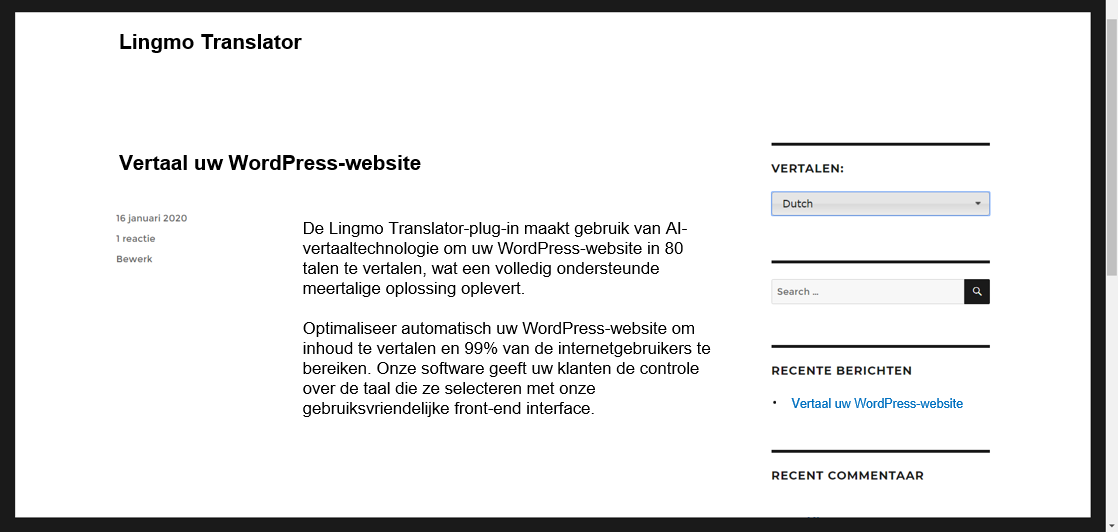 Lingmo Translator
Vertaal uw WordPress-website
16 januari 2020
1 reactie
Bewerk
De Lingmo Translator-plug-in maakt gebruik van AI-
vertaaltechnologie om uw WordPress-website in 80
talen te vertalen, wat een volledig ondersteunde
meertalige oplossing oplevert.
Optimaliseer automatisch uw WordPress-website om
inhoud te vertalen en 99% van de internetgebruikers te
bereiken. Onze software geeft uw klanten de controle
over de taal die ze selecteren met onze
gebruiksvriendelijke front-end interface.
VERTALEN:
Dutch
Search ...
RECENTE BERICHTEN
Vertaal uw WordPress-website
RECENT COMMENTAAR